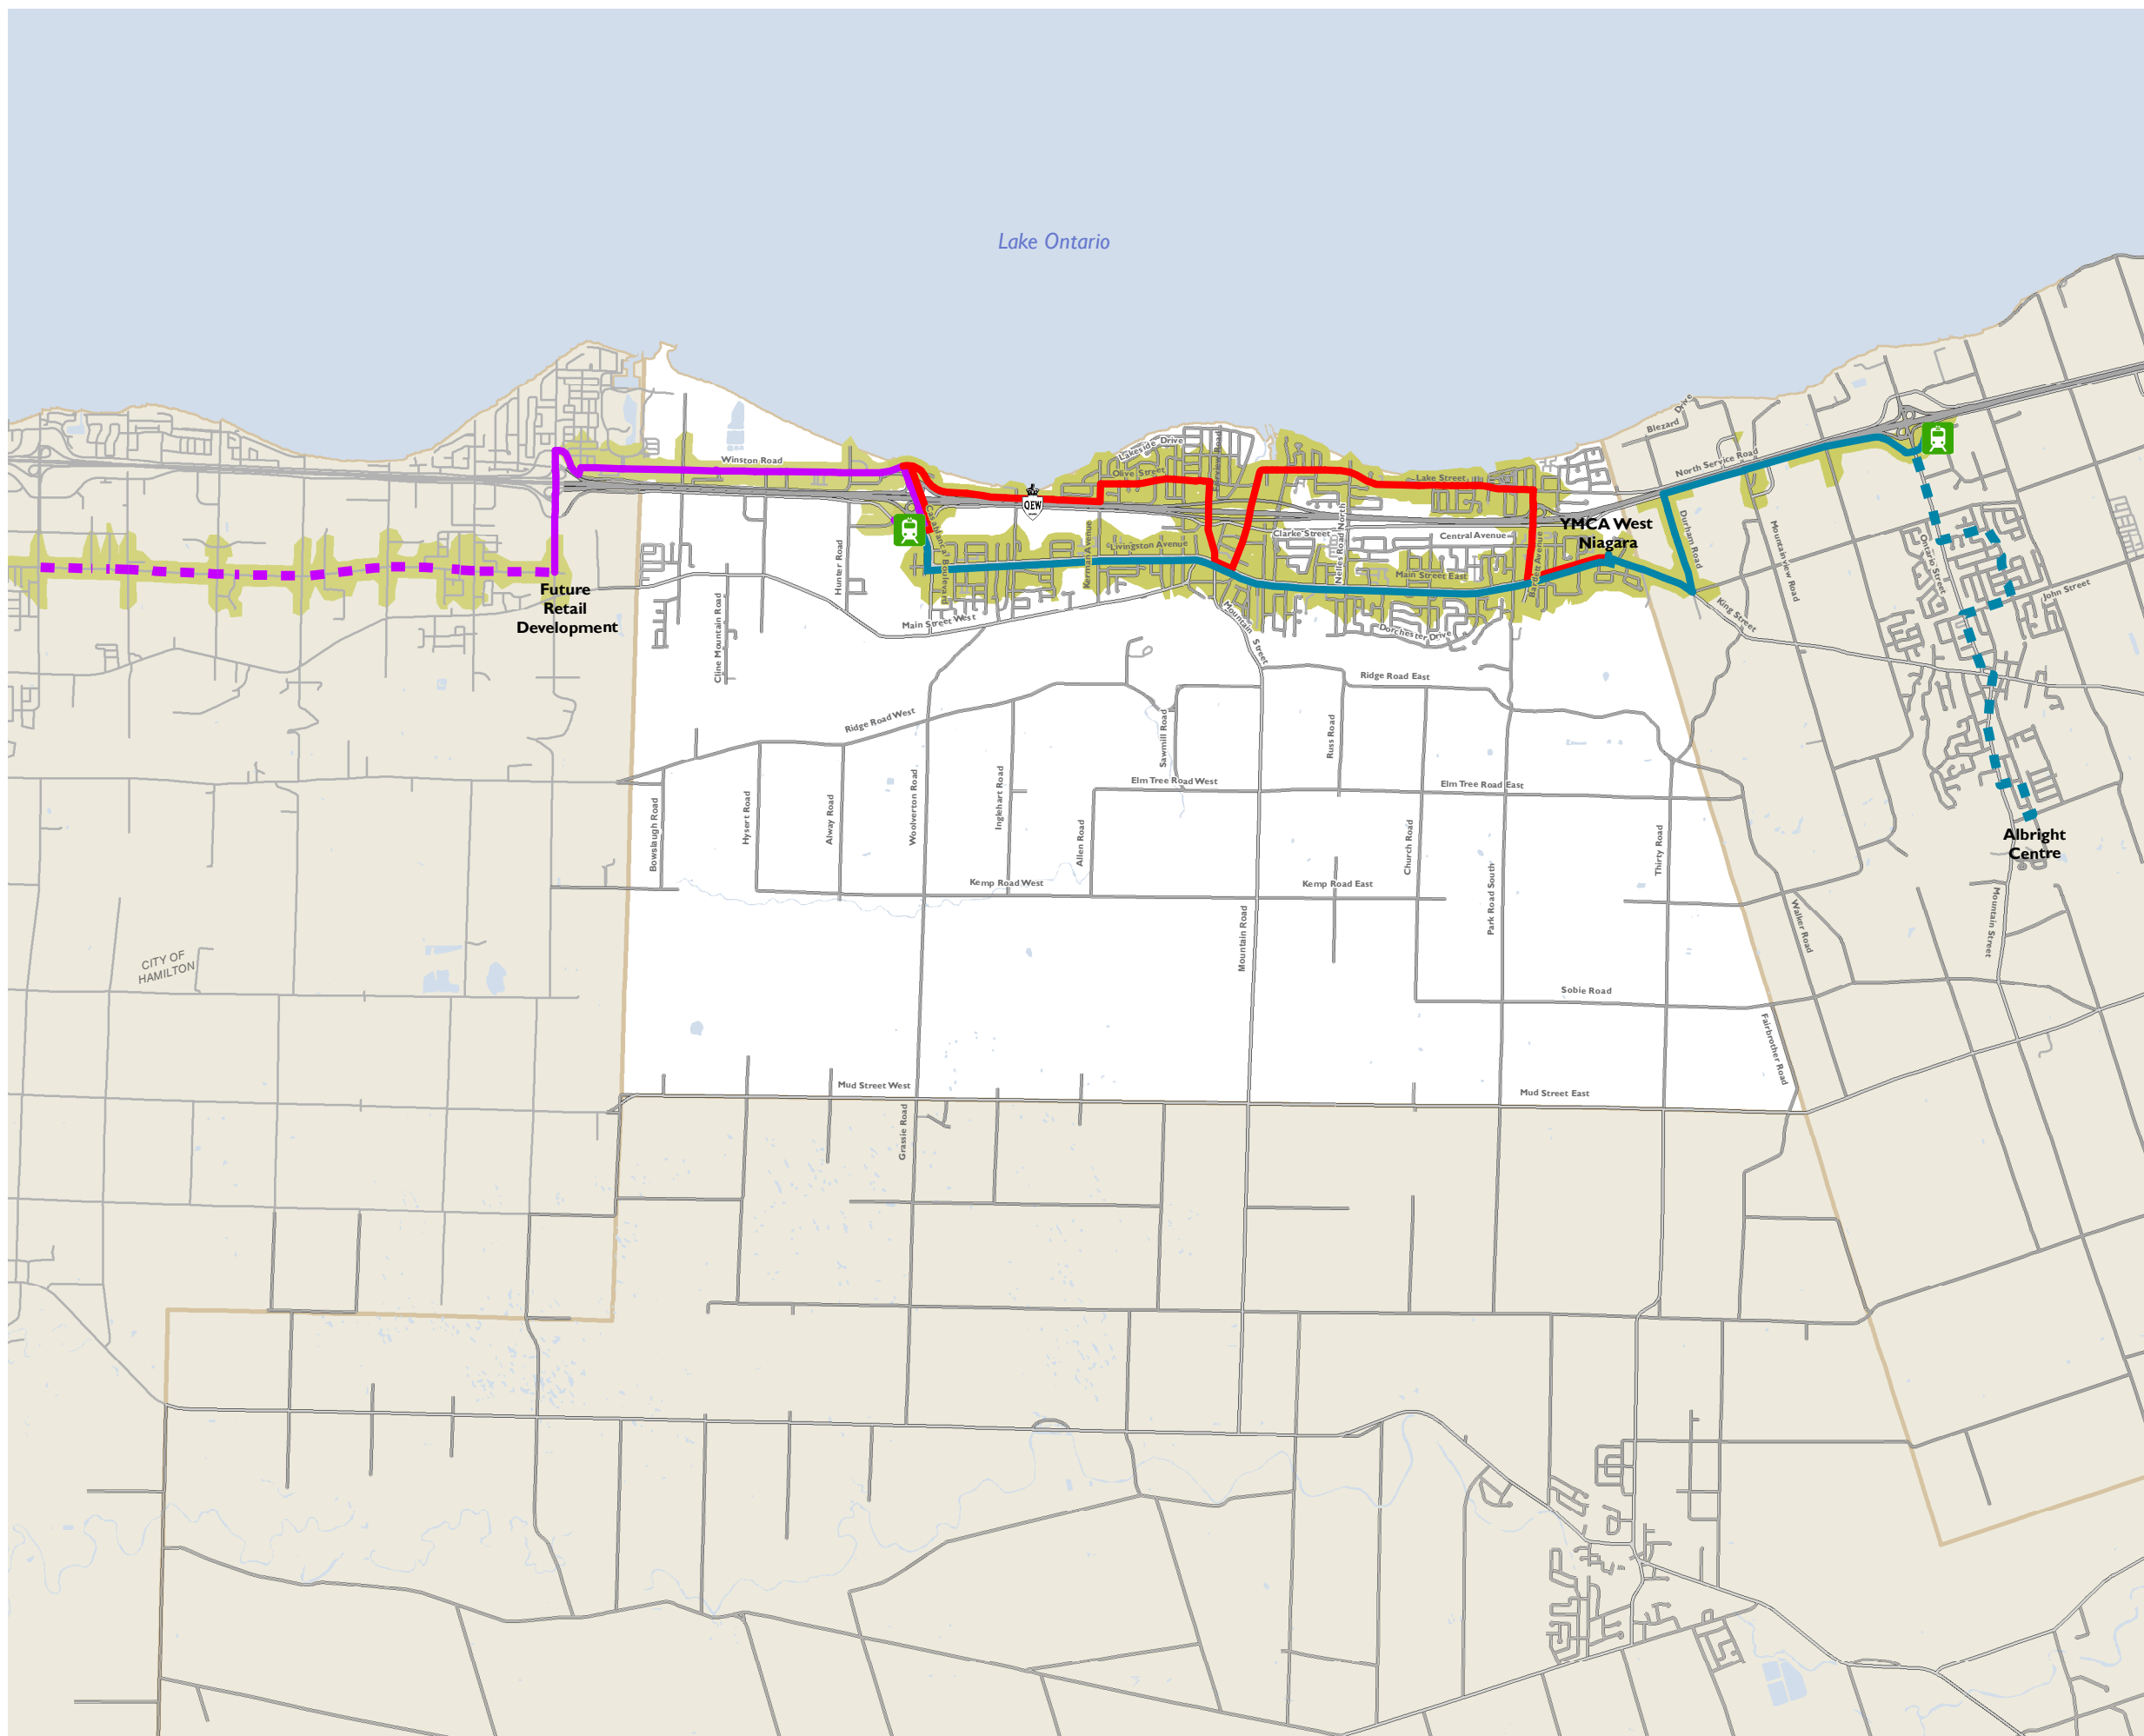 Lake Ontario
Blezard
Drive
Lakeside Drive
Winston Road
North Service Road
Olive Street
Lake Street
QEW
Casablanca Boulevard
Clarke Street
Nelles Road North
Central Avenue
YMCA West
Niagara
Durham Road
Mountainview Road
Ontario Street
Hunter Road
Kerman Avenue
Livingston Avenue
Main Street East
Barden Avenue
John Street
King Street
Future
Retail
Development
Cline Mountain Road
Main Street West
Mountain Street
Dorchester Drive
Ridge Road West
Ridge Road East
Sawmill Road
Russ Road
Elm Tree Road West
Elm Tree Road East
Bowslaugh Road
Hysert Road
Alway Road
Woolverton Road
Inglehart Road
Allen Road
Church Road
Thirty Road
Albright
Centre
Kemp Road West
Kemp Road East
Park Road South
Walker Road
Mountain Street
Mountain Road
CITY OF
HAMILTON
Sobie Road
Fairbrother Road
Mud Street West
Mud Street East
Grassie Road